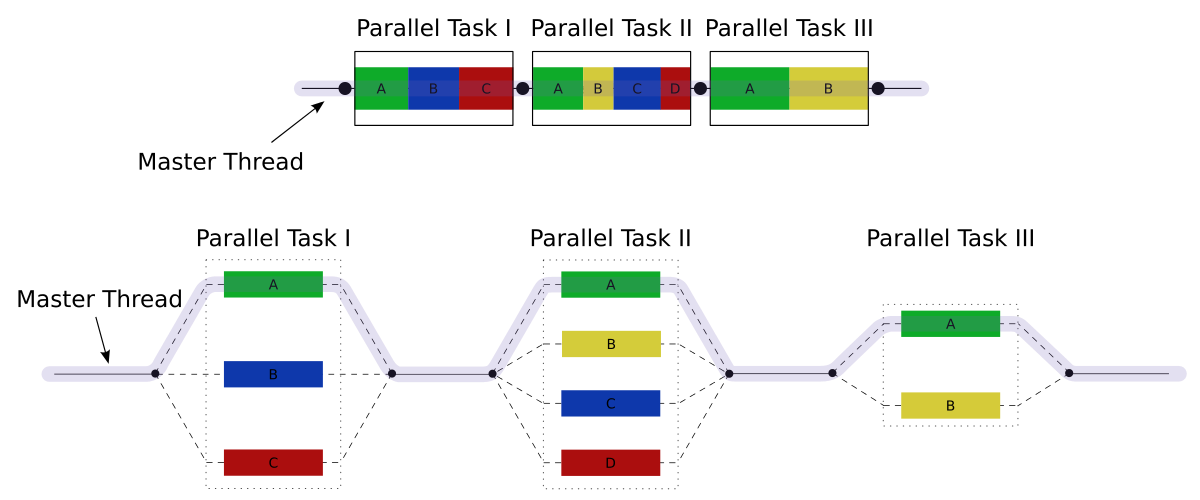 Parallel Task I Parallel Task II Parallel Task III
A B C A B C D A B
Master Thread
Parallel Task I Parallel Task II Parallel Task III
A A
Master Thread
A
B
B C
B
C D